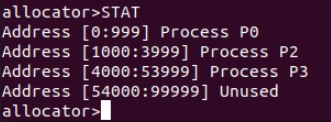 allocator>STAT
Address [0:999] Process P0
Address [1000:3999] Process P2
Address [4000:53999] Process P3
Address [54000:99999] Unused
allocator>